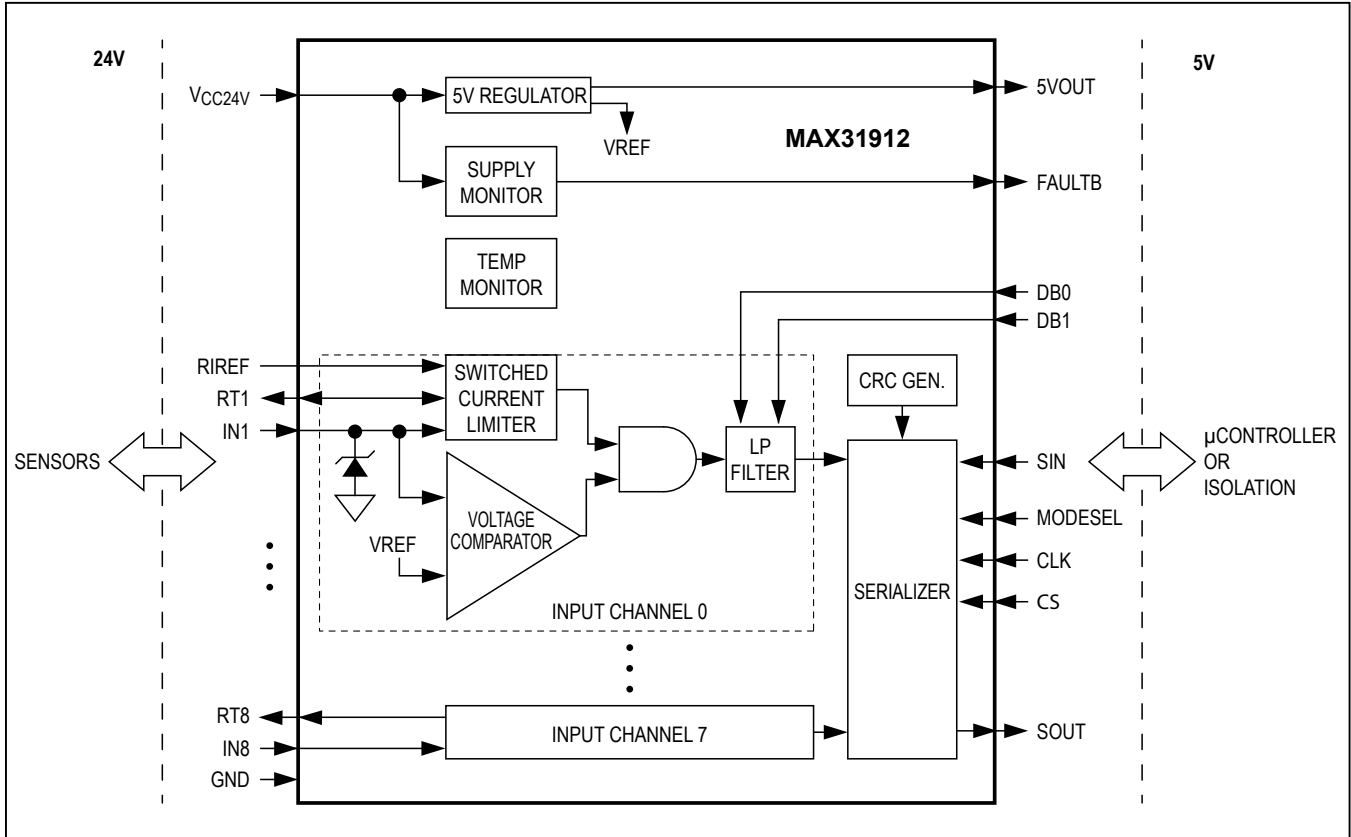 24V
5V
VCC24V
5V REGULATOR
5VOUT
VREF
MAX31912
SUPPLY
MONITOR
FAULTB
TEMP
MONITOR
DB0
DB1
RIREF
RT1
IN1
SWITCHED
CURRENT
LIMITER
CRC GEN.
LP
FILTER
SENSORS
VOLTAGE
COMPARATOR
VREF
INPUT CHANNEL 0
SERIALIZER
SIN
MODESEL
CLK
CS
µCONTROLLER
OR
ISOLATION
RT8
IN8
GND
INPUT CHANNEL 7
SOUT